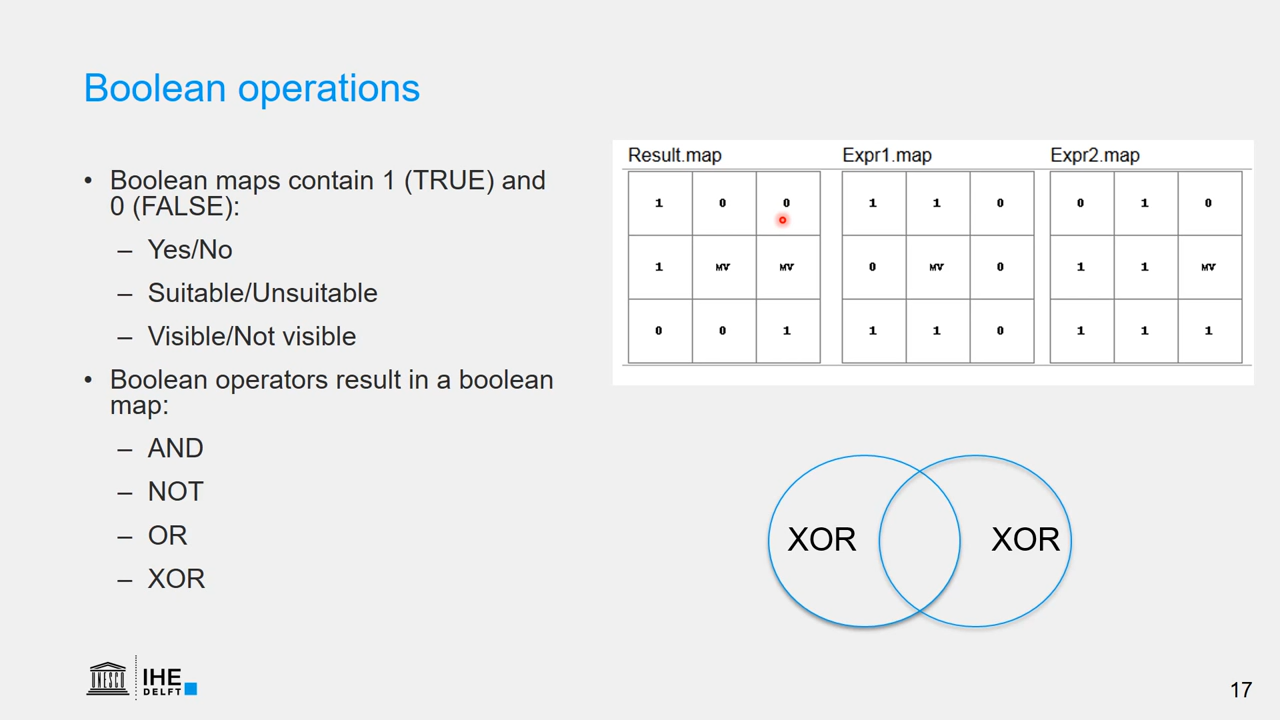 Boolean operations
• Boolean maps contain 1 (TRUE) and
0 (FALSE):
– Yes/No
– Suitable/Unsuitable
– Visible/Not visible
• Boolean operators result in a boolean
map:
– AND
– NOT
– OR
– XOR
Result.map Expr1.map Expr2.map
1 0 0 1 1 0 0 1 0
1 MV MV 0 MV 0 1 1 MV
0 0 1 1 1 0 1 1 1
XOR XOR
UNESCO
IHE
DELFT
17